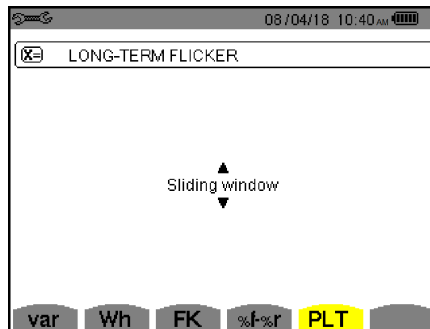 08/04/18 10:40 AM
X= LONG-TERM FLICKER
Sliding window
var Wh FK %f-%r PLT